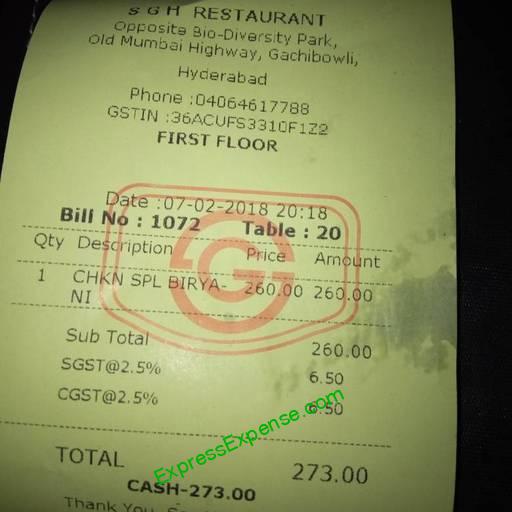 S G H RESTAURANT
Opposite Bio-Diversity Park,
Old Mumbai Highway, Gachibowli,
Hyderabad
Phone :04064617788
GSTIN :36ACUFS3310F1Z2
FIRST FLOOR
Date :07-02-2018 20:18
Bill No : 1072 Table : 20
Qty Description Price Amount
1 CHKN SPL BIRYA- 260.00 260.00
NI
Sub Total 260.00
SGST@2.5% 6.50
CGST@2.5% 6.50
ExpressExpense.com
TOTAL 273.00
CASH-273.00
Thank You